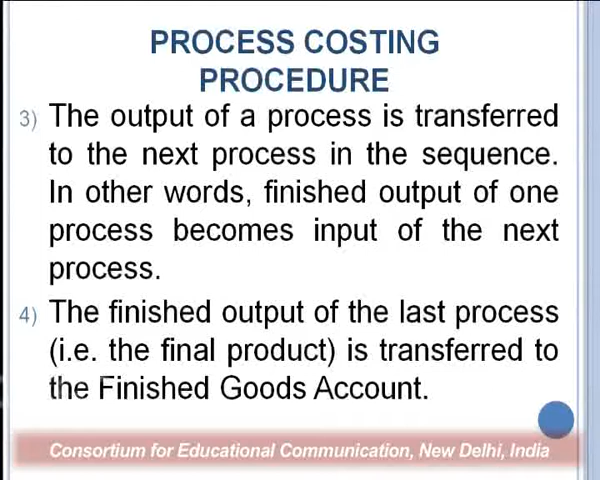 PROCESS COSTING
PROCEDURE
3) The output of a process is transferred
to the next process in the sequence.
In other words, finished output of one
process becomes input of the next
process.
4) The finished output of the last process
(i.e. the final product) is transferred to
the Finished Goods Account.
Consortium for Educational Communication, New Delhi, India